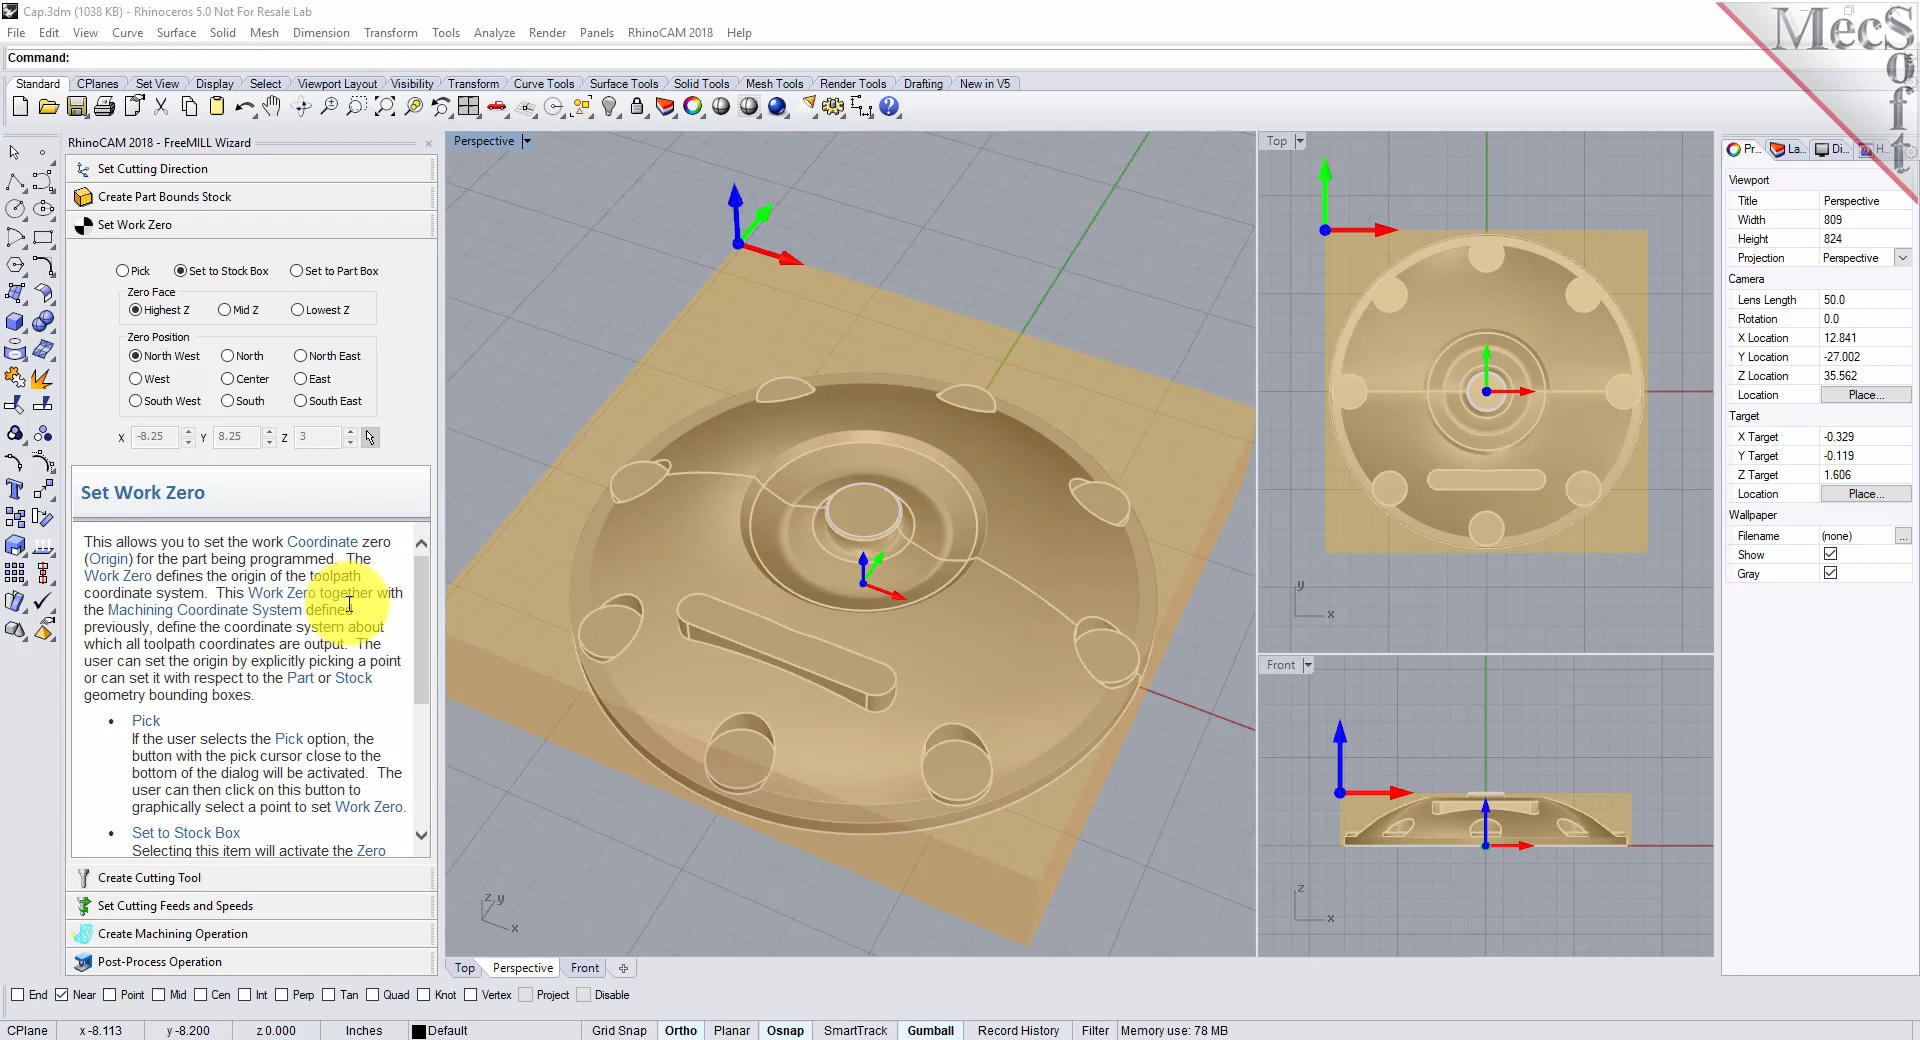 Cap.3dm (1038 KB) - Rhinoceros 5.0 Not For Resale Lab
File Edit View Curve Surface Solid Mesh Dimension Transform Tools Analyze Render Panels RhinoCAM 2018 Help
Command:
Standard CPlanes Set View Display Select Viewport Layout Visibility Transform Curve Tools Surface Tools Solid Tools Mesh Tools Render Tools Drafting New in V5
MecSoft
RhinoCAM 2018 - FreeMILL Wizard
Set Cutting Direction
Create Part Bounds Stock
Set Work Zero
Pick Set to Stock Box Set to Part Box
Zero Face
Highest Z Mid Z Lowest Z
Zero Position
North West North North East
West Center East
South West South South East
X -8.25 Y 8.25 Z 3
Set Work Zero
This allows you to set the work Coordinate zero
(Origin) for the part being programmed. The
Work Zero defines the origin of the toolpath
coordinate system. This Work Zero together with
the Machining Coordinate System defined
previously, define the coordinate system about
which all toolpath coordinates are output. The
user can set the origin by explicitly picking a point
or can set it with respect to the Part or Stock
geometry bounding boxes.
• Pick
If the user selects the Pick option, the
button with the pick cursor close to the
bottom of the dialog will be activated. The
user can then click on this button to
graphically select a point to set Work Zero.
• Set to Stock Box
Selecting this item will activate the Zero
Create Cutting Tool
Set Cutting Feeds and Speeds
Create Machining Operation
Post-Process Operation
Perspective
z y
x
Top
y
x
Front
z
x
Pr... La... Di... H...
Viewport
Title Perspective
Width 809
Height 824
Projection Perspective
Camera
Lens Length 50.0
Rotation 0.0
X Location 12.841
Y Location -27.002
Z Location 35.562
Location Place...
Target
X Target -0.329
Y Target -0.119
Z Target 1.606
Location Place...
Wallpaper
Filename (none) ...
Show
Gray
Top Perspective Front
End Near Point Mid Cen Int Perp Tan Quad Knot Vertex Project Disable
CPlane x -8.113 y -8.200 z 0.000 Inches Default Grid Snap Ortho Planar Osnap SmartTrack Gumball Record History Filter Memory use: 78 MB